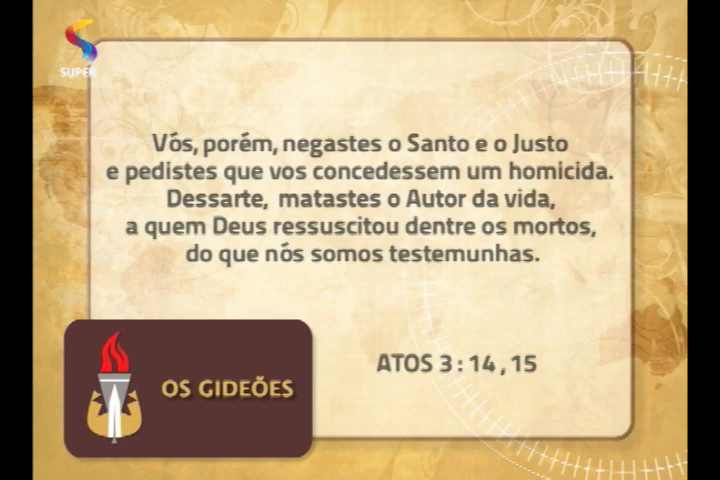 SUPER
Vós, porém, negastes o Santo e o Justo
e pedistes que vos concedessem um homicida.
Dessarte, matastes o Autor da vida,
a quem Deus ressuscitou dentre os mortos,
do que nós somos testemunhas.
ATOS 3 : 14 , 15
OS GIDEÕES